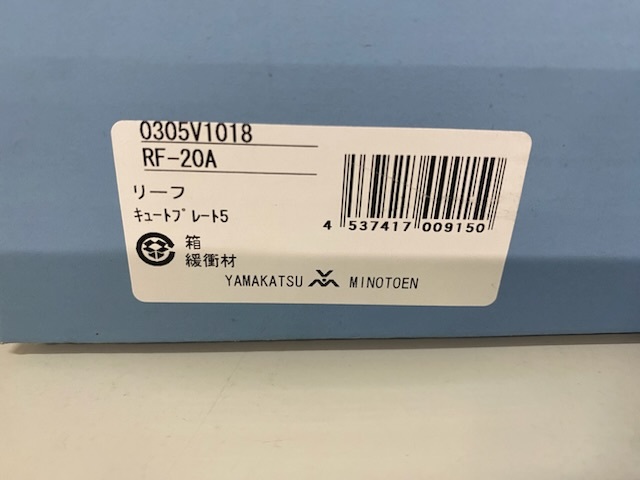 0305V1018
RF-20A
リーフ
ｷｭｰﾄﾌﾟﾚｰﾄ5
4 537417 009150
箱
緩衝材
YAMAKATSU MINOTOEN